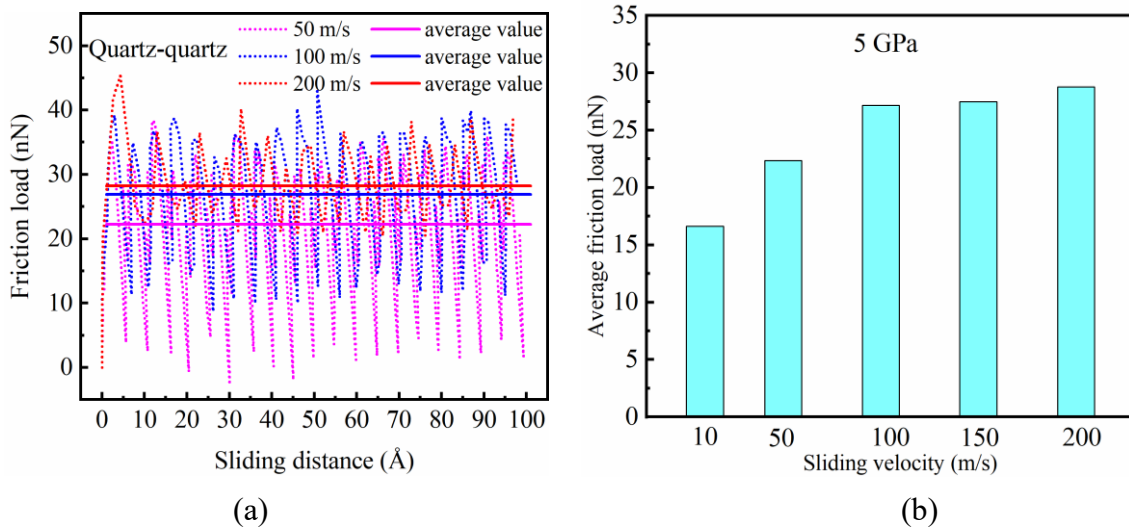 Quartz-quartz
50 m/s average value
100 m/s average value
200 m/s average value
Friction load (nN)
50
40
30
20
10
0
0 10 20 30 40 50 60 70 80 90 100
Sliding distance (Å)
(a)
5 GPa
Average friction load (nN)
35
30
25
20
15
10
5
0
10 50 100 150 200
Sliding velocity (m/s)
(b)